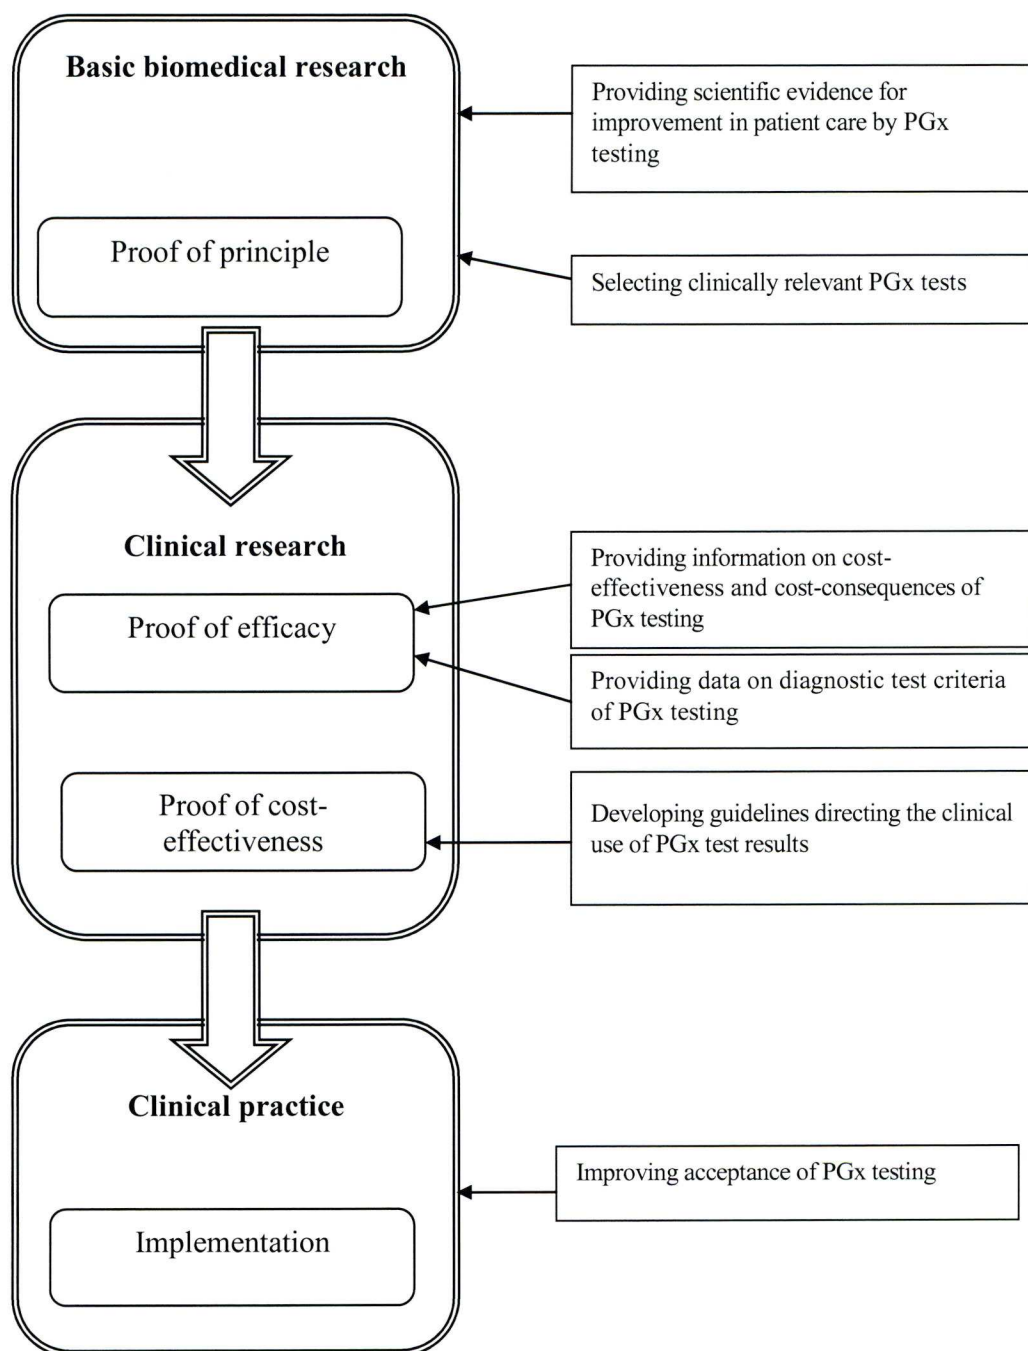 Basic biomedical research
Providing scientific evidence for
improvement in patient care by PGx
testing
Proof of principle
Selecting clinically relevant PGx tests
Clinical research
Providing information on cost-
effectiveness and cost-consequences of
PGx testing
Proof of efficacy
Providing data on diagnostic test criteria
of PGx testing
Proof of cost-
effectiveness
Developing guidelines directing the clinical
use of PGx test results
Clinical practice
Improving acceptance of PGx testing
Implementation